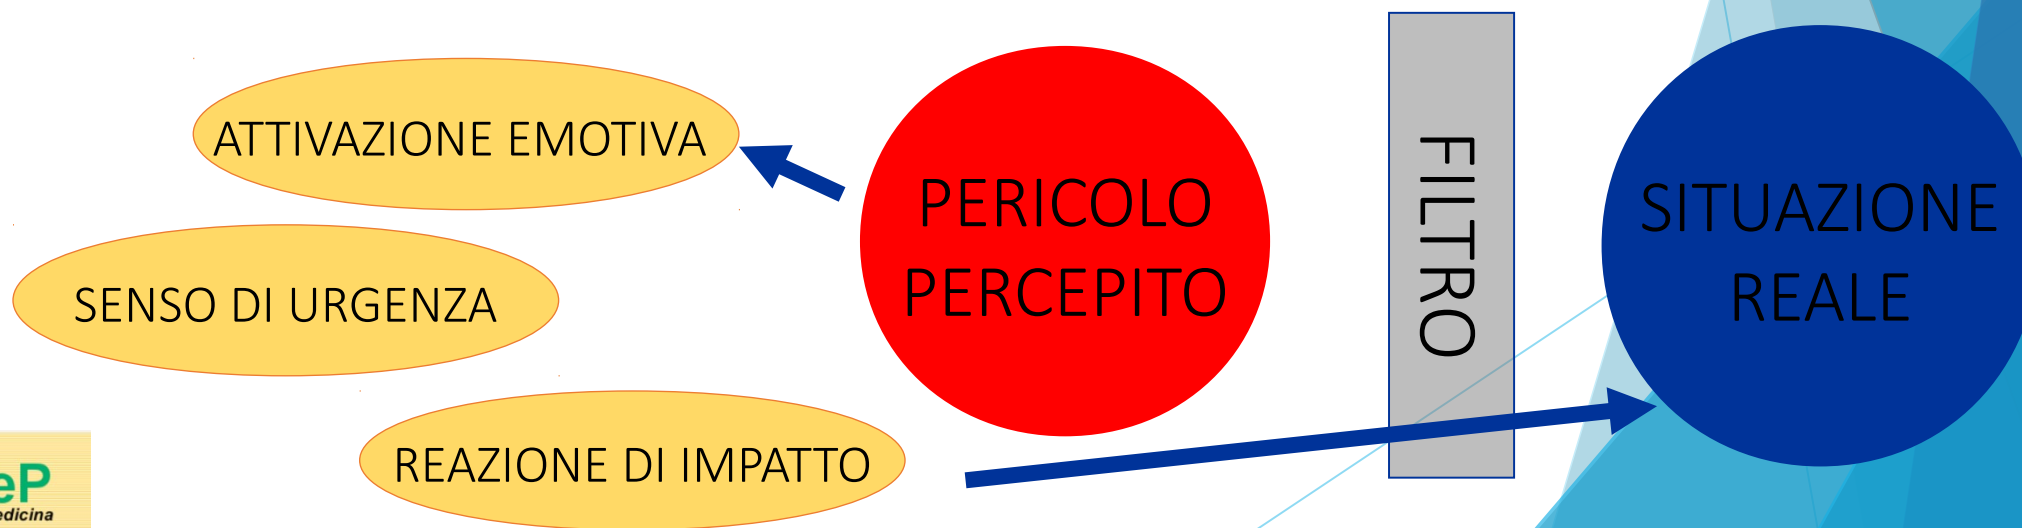 ATTIVAZIONE EMOTIVA
SENSO DI URGENZA
REAZIONE DI IMPATTO
PERICOLO
PERCEPITO
FILTRO
SITUAZIONE
REALE
eP
edicina